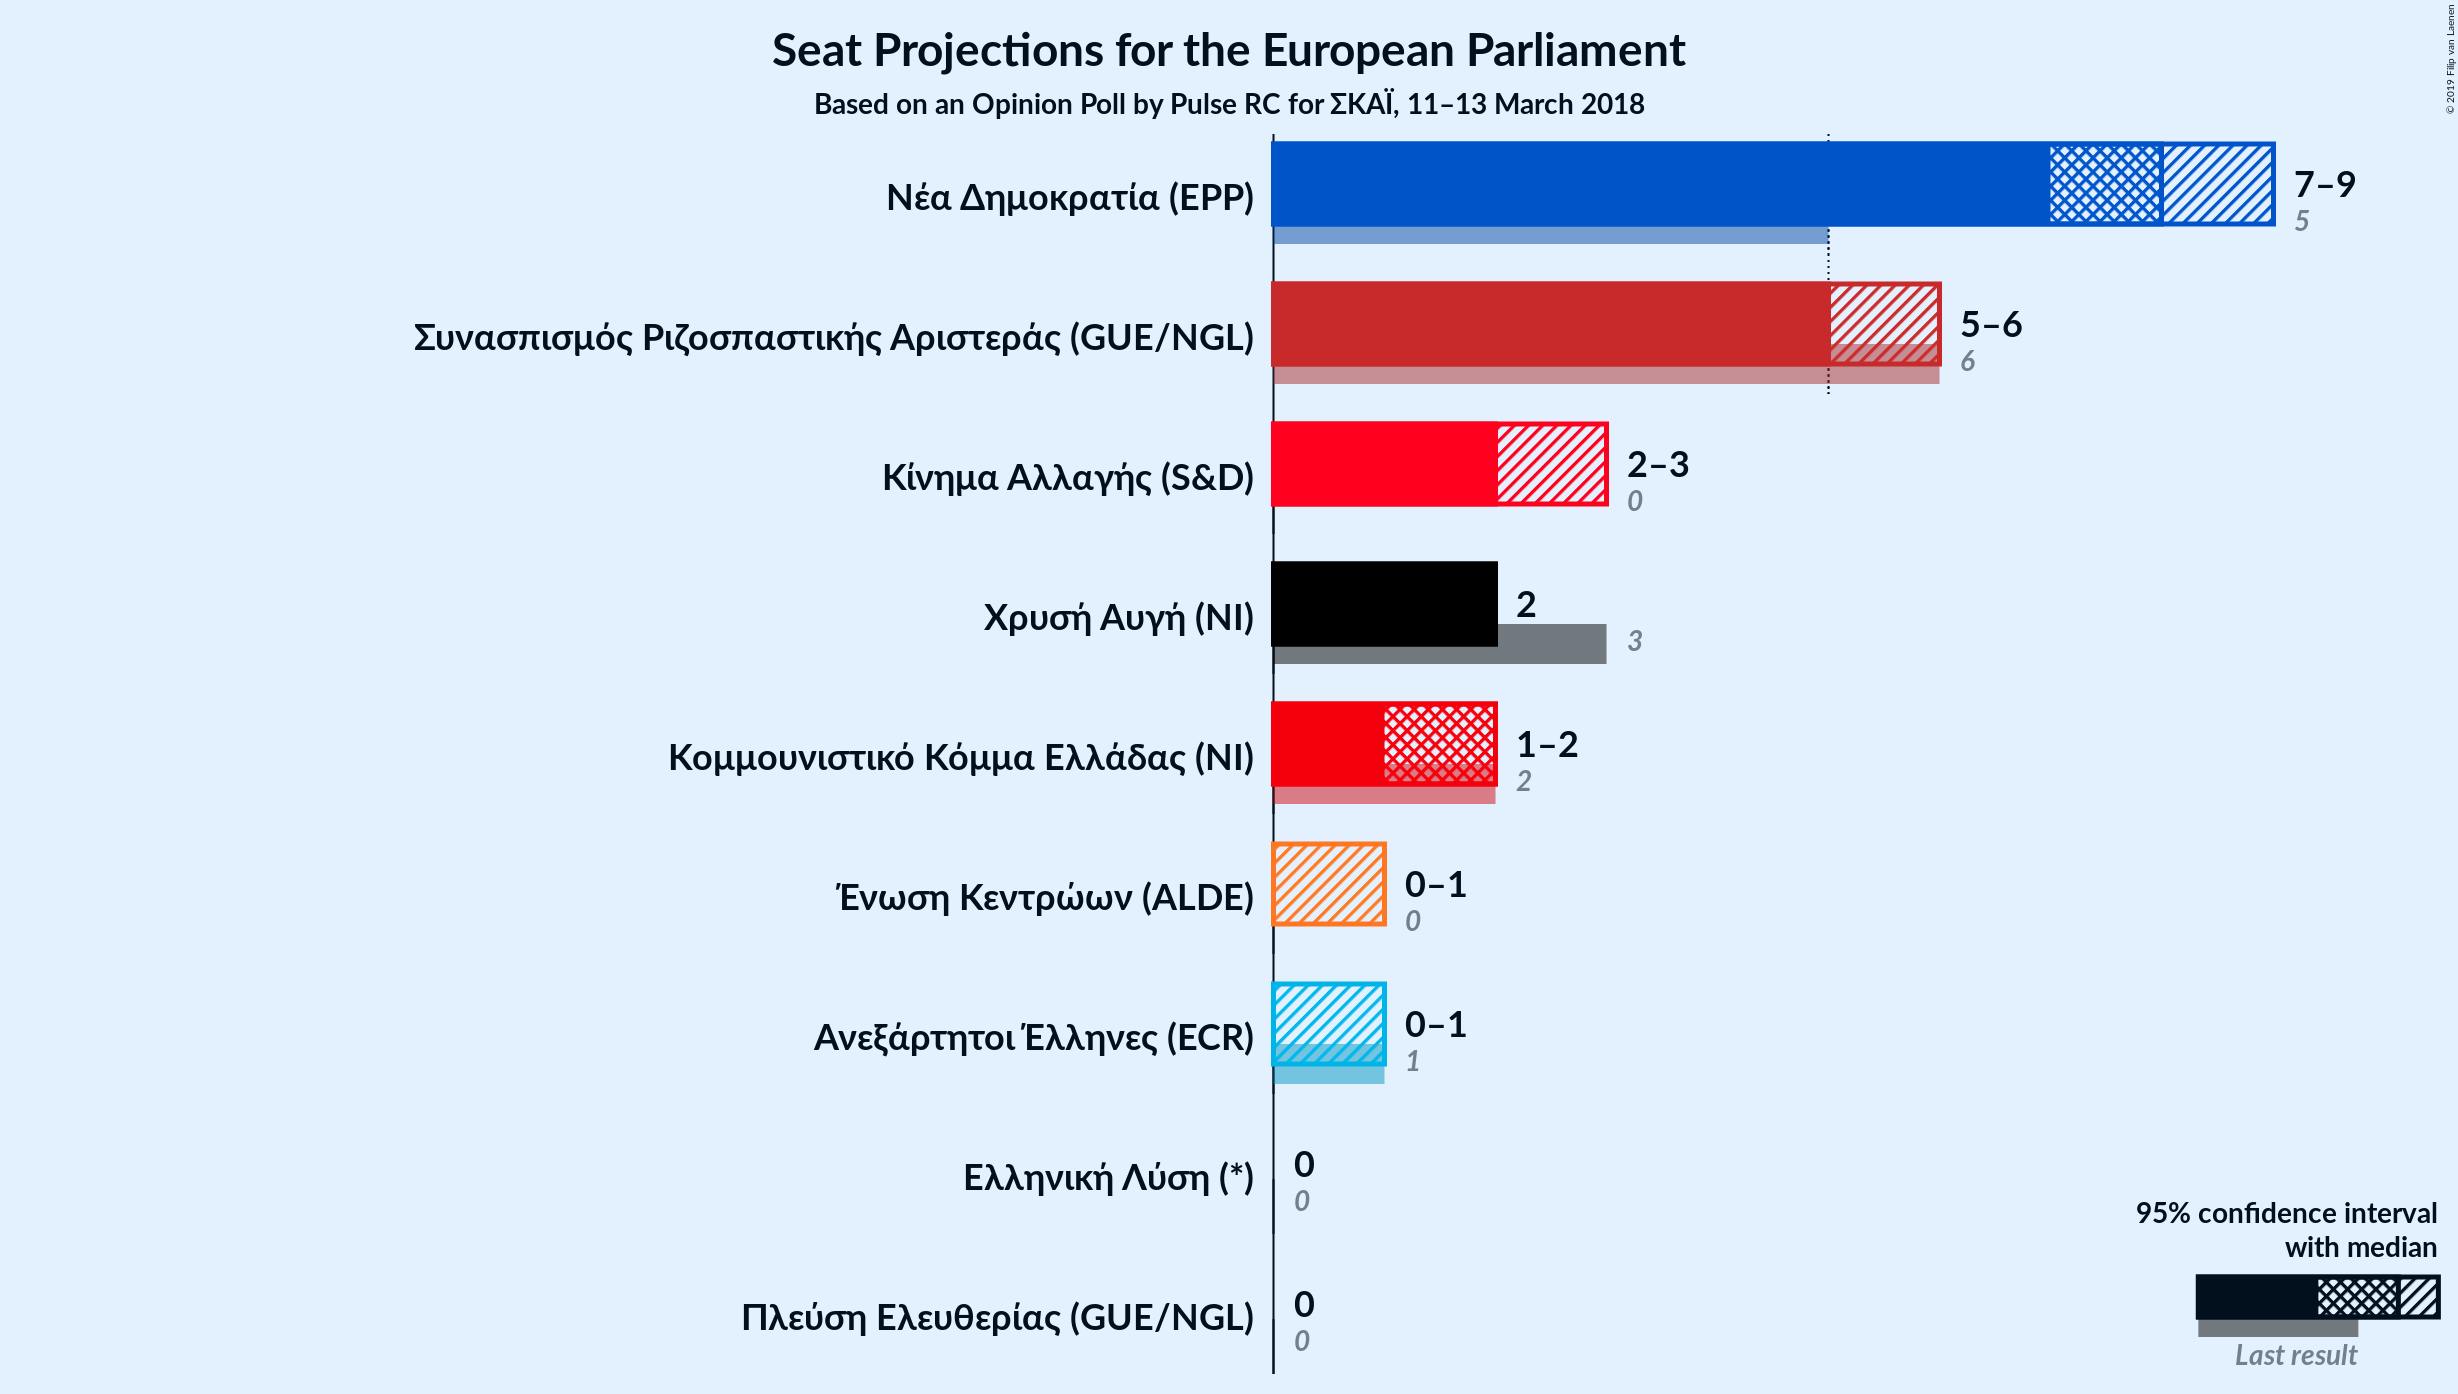 Seat Projections for the European Parliament
Based on an Opinion Poll by Pulse RC for ΣΚΑΪ, 11–13 March 2018
© 2019 Filip van Laenen
Νέα Δημοκρατία (EPP)
7–9
5
Συνασπισμός Ριζοσπαστικής Αριστεράς (GUE/NGL)
5–6
6
Κίνημα Αλλαγής (S&D)
2–3
0
Χρυσή Αυγή (NI)
2
3
Κομμουνιστικό Κόμμα Ελλάδας (NI)
1–2
2
Ένωση Κεντρώων (ALDE)
0–1
0
Ανεξάρτητοι Έλληνες (ECR)
0–1
1
Ελληνική Λύση (*)
0
0
Πλεύση Ελευθερίας (GUE/NGL)
0
0
95% confidence interval
with median
Last result